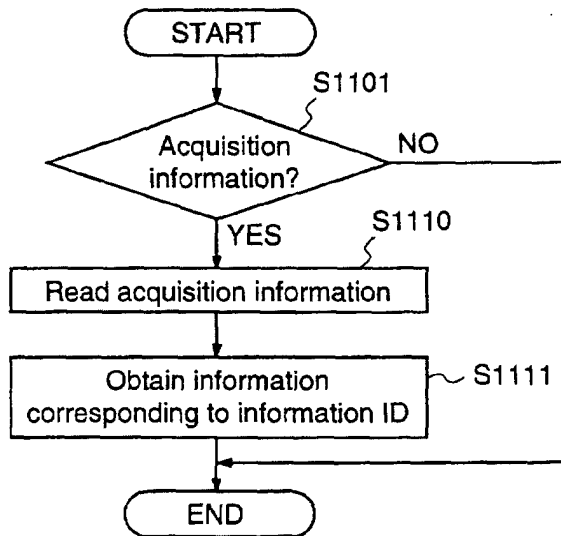 START
S1101
Acquisition
information?
NO
YES
S1110
Read acquisition information
Obtain information
corresponding to information ID
S1111
END